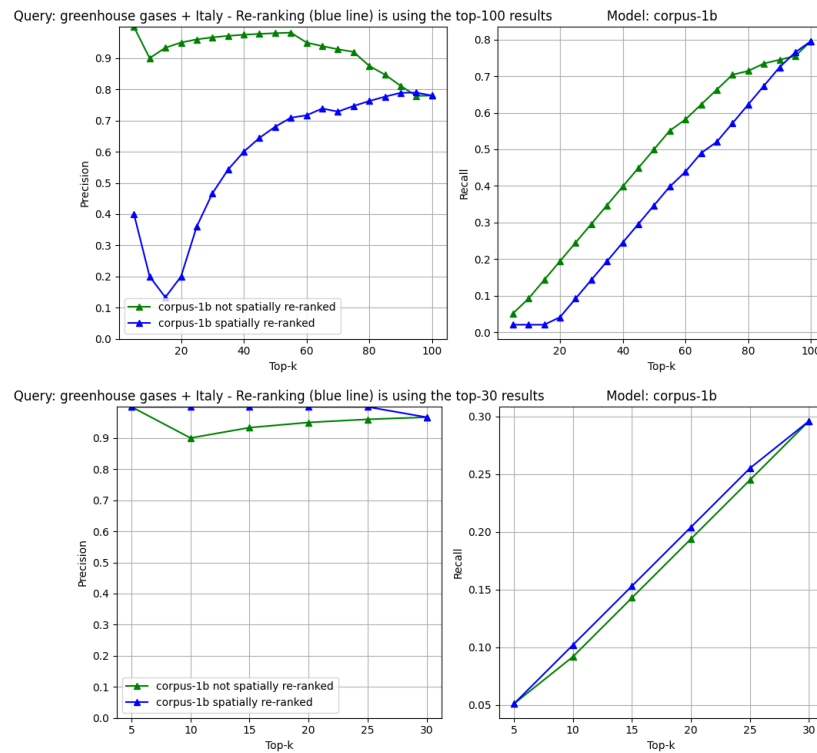 Query: greenhouse gases + Italy - Re-ranking (blue line) is using the top-100 results
Model: corpus-1b
0.9
0.8
0.7
0.6
0.5
0.4
0.3
0.2
0.1
0.0
Precision
corpus-1b not spatially re-ranked
corpus-1b spatially re-ranked
20 40 60 80 100
Top-k
0.8
0.7
0.6
0.5
0.4
0.3
0.2
0.1
0.0
Recall
20 40 60 80 100
Top-k
Query: greenhouse gases + Italy - Re-ranking (blue line) is using the top-30 results
Model: corpus-1b
0.9
0.8
0.7
0.6
0.5
0.4
0.3
0.2
0.1
0.0
Precision
corpus-1b not spatially re-ranked
corpus-1b spatially re-ranked
5 10 15 20 25 30
Top-k
0.30
0.25
0.20
0.15
0.10
0.05
Recall
5 10 15 20 25 30
Top-k